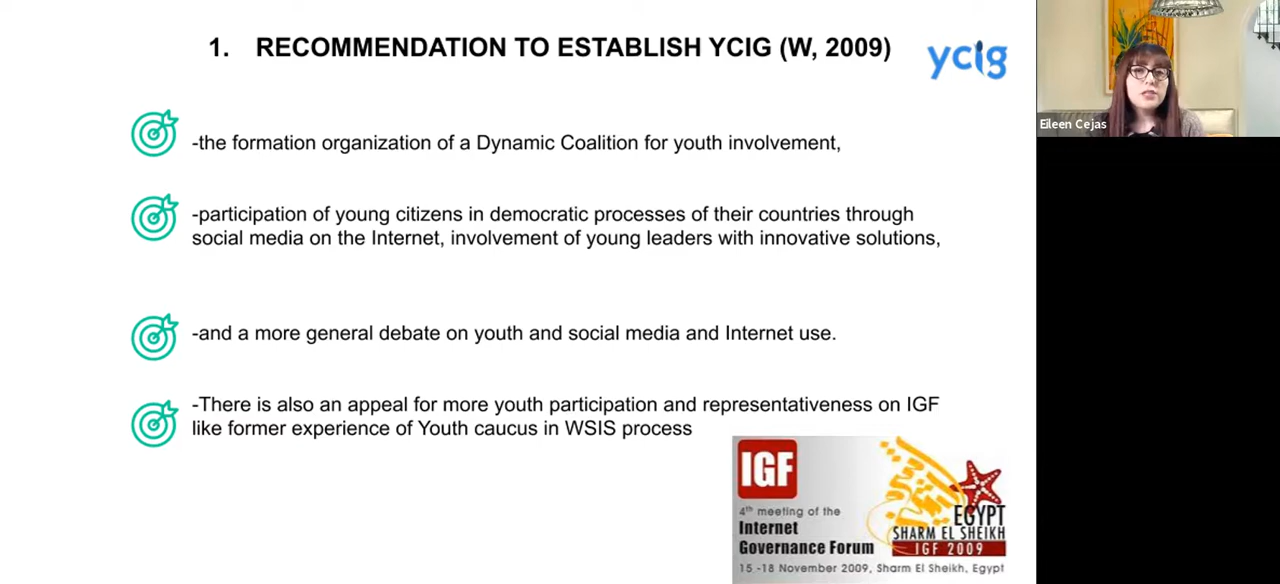 1. RECOMMENDATION TO ESTABLISH YCIG (W, 2009)
ycig
Eileen Cejas
-the formation organization of a Dynamic Coalition for youth involvement,
-participation of young citizens in democratic processes of their countries through
social media on the Internet, involvement of young leaders with innovative solutions,
-and a more general debate on youth and social media and Internet use.
-There is also an appeal for more youth participation and representativeness on IGF
like former experience of Youth caucus in WSIS process
IGF
4th meeting of the
Internet
Governance Forum
EGYPT
SHARM EL SHEIKH
IGF 2009
15 -18 November 2009, Sharm El Sheikh, Egypt